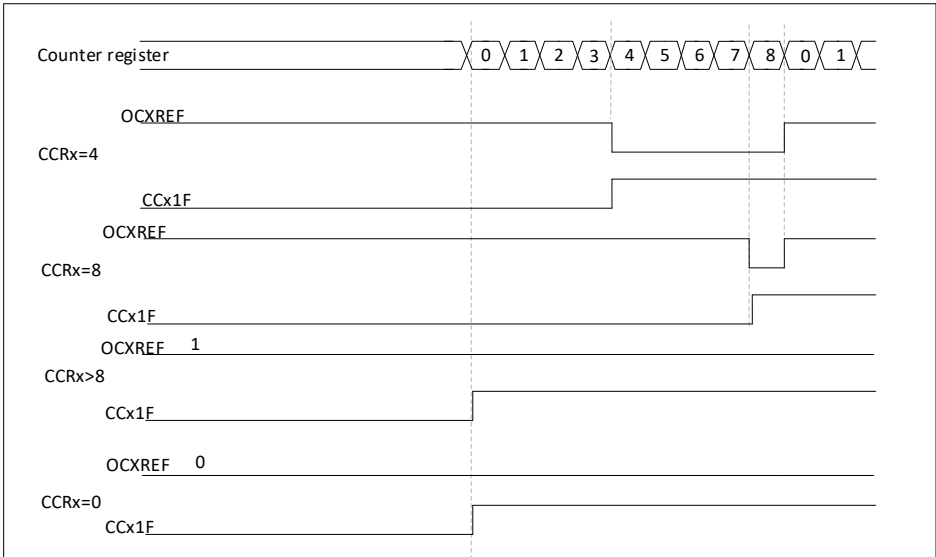 Counter register 0 1 2 3 4 5 6 7 8 0 1
OCXREF
CCRx=4
CCx1F
OCXREF
CCRx=8
CCx1F
OCXREF 1
CCRx>8
CCx1F
OCXREF 0
CCRx=0
CCx1F